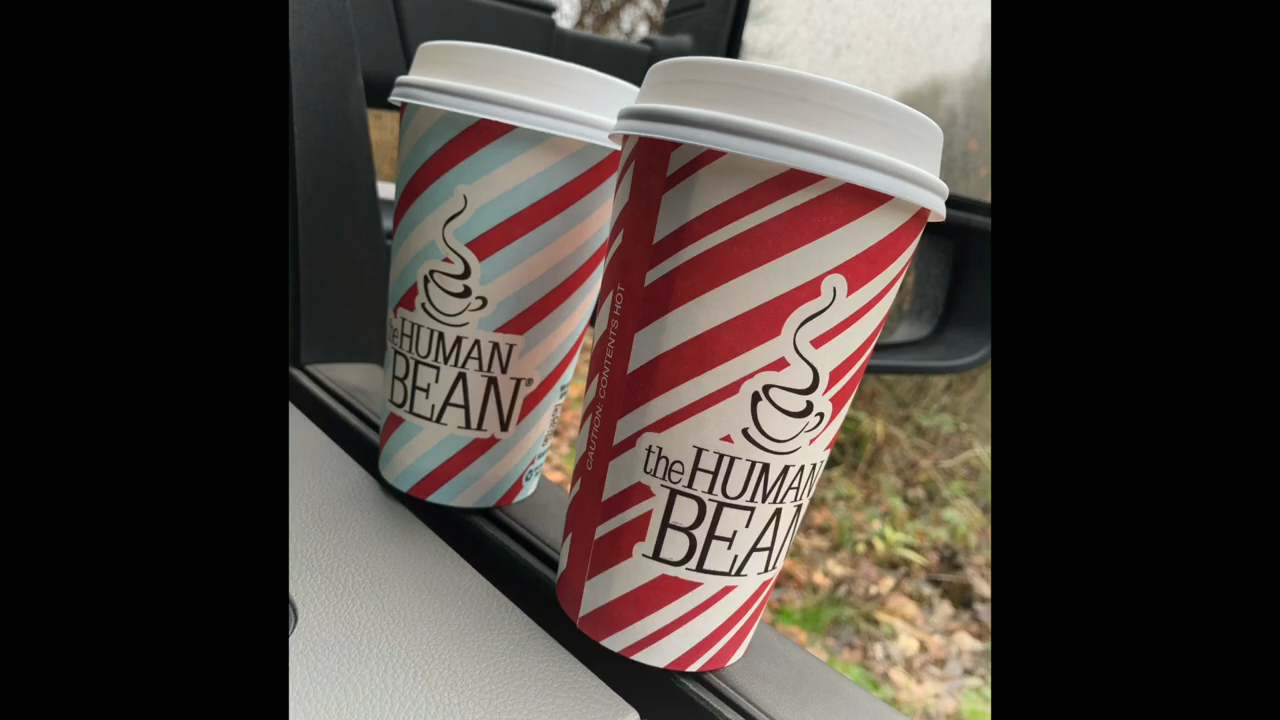 the HUMAN
BEAN®
CAUTION: CONTENTS HOT
the HUMAN
BEAN